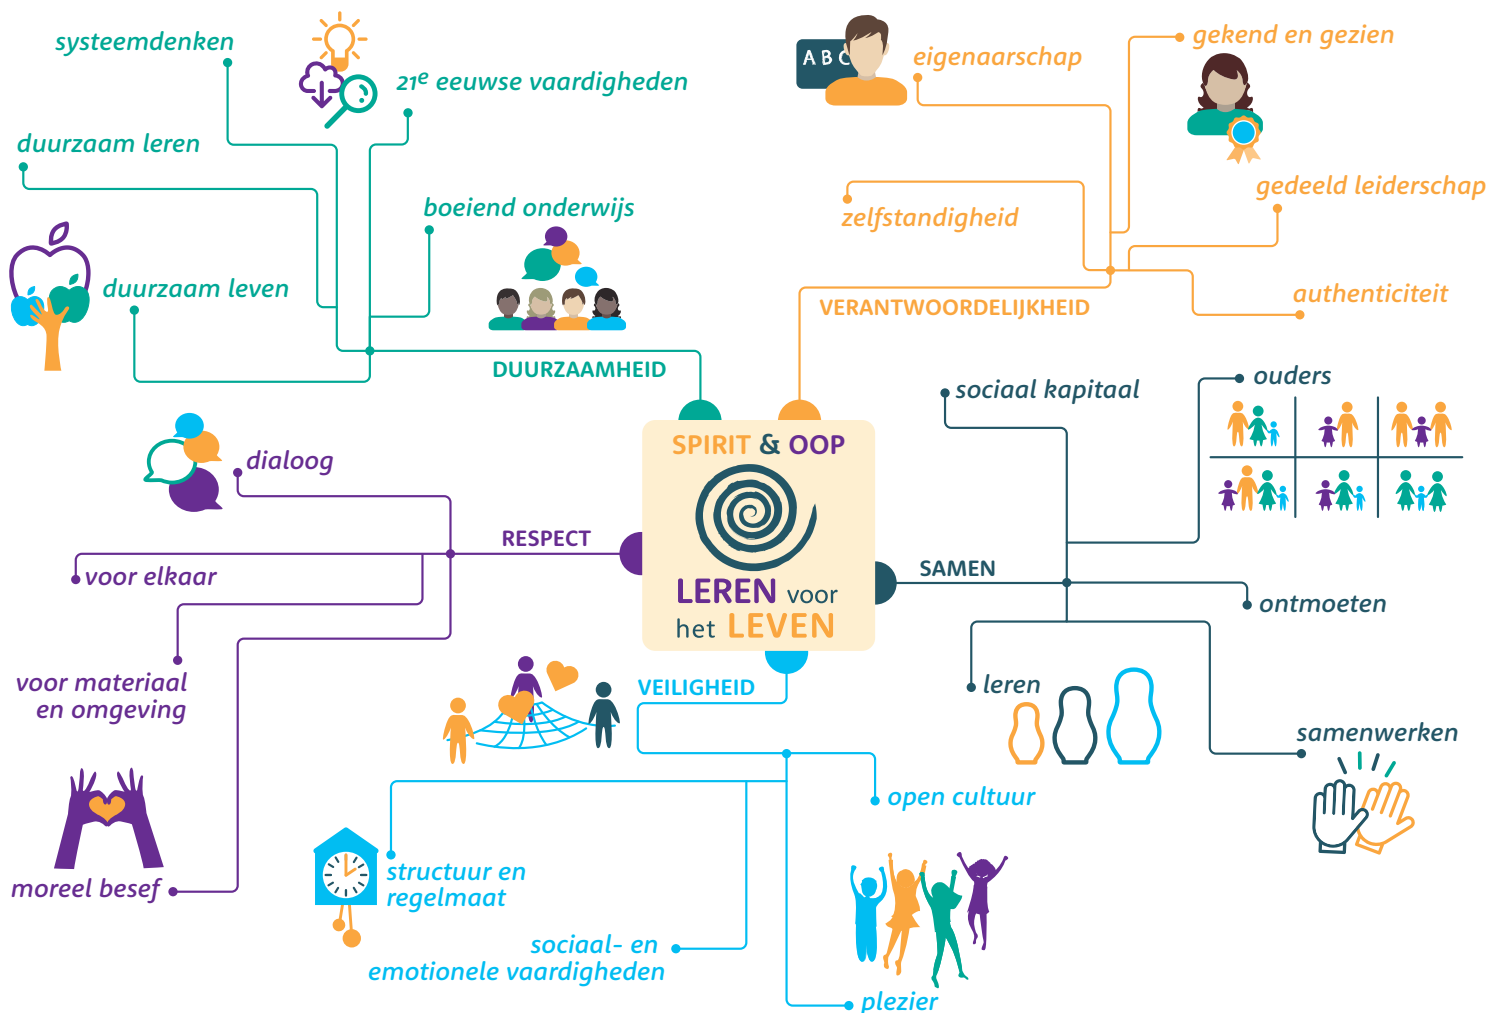 systeemdenken
21e eeuwse vaardigheden
duurzaam leren
boeiend onderwijs
duurzaam leven
DUURZAAMHEID
ABC
eigenaarschap
gekend en gezien
zelfstandigheid
gedeeld leiderschap
authenticiteit
VERANTWOORDELIJKHEID
SPIRIT & OOP
LEREN voor
het LEVEN
dialoog
RESPECT
voor elkaar
voor materiaal
en omgeving
moreel besef
sociaal kapitaal
ouders
SAMEN
ontmoeten
leren
samenwerken
VEILIGHEID
open cultuur
structuur en
regelmaat
sociaal- en
emotionele vaardigheden
plezier